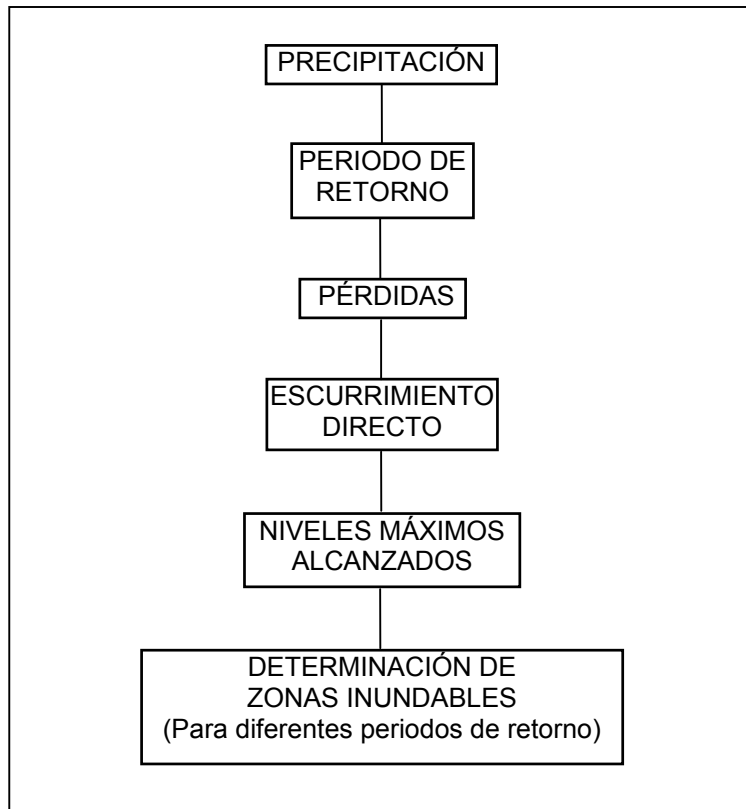 PRECIPITACIÓN
PERIODO DE
RETORNO
PÉRDIDAS
ESCURRIMIENTO
DIRECTO
NIVELES MÁXIMOS
ALCANZADOS
DETERMINACIÓN DE
ZONAS INUNDABLES
(Para diferentes periodos de retorno)